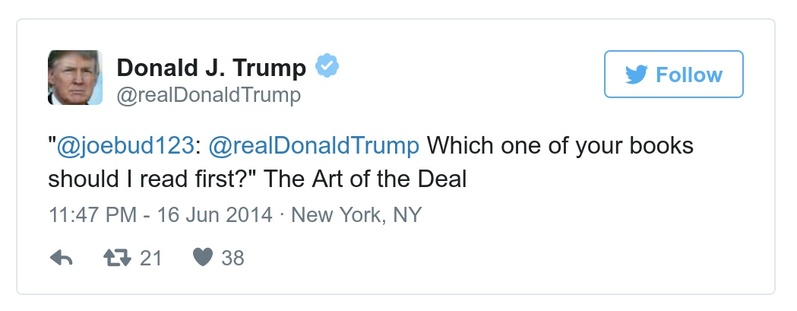 Donald J. Trump
@realDonaldTrump
Follow
"@joebud123: @realDonaldTrump Which one of your books
should I read first?" The Art of the Deal
11:47 PM - 16 Jun 2014 · New York, NY
21 38